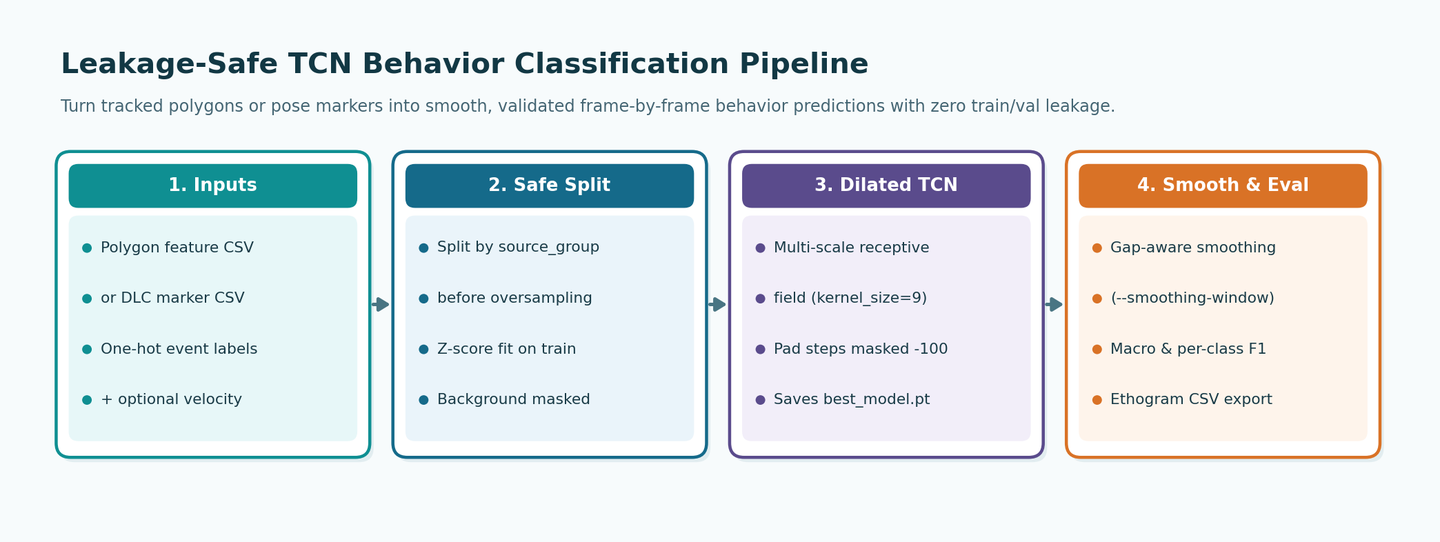 Leakage-Safe TCN Behavior Classification Pipeline
Turn tracked polygons or pose markers into smooth, validated frame-by-frame behavior predictions with zero train/val leakage.
1. Inputs
Polygon feature CSV
or DLC marker CSV
One-hot event labels
+ optional velocity
2. Safe Split
Split by source_group
before oversampling
Z-score fit on train
Background masked
3. Dilated TCN
Multi-scale receptive
field (kernel_size=9)
Pad steps masked -100
Saves best_model.pt
4. Smooth & Eval
Gap-aware smoothing
(--smoothing-window)
Macro & per-class F1
Ethogram CSV export